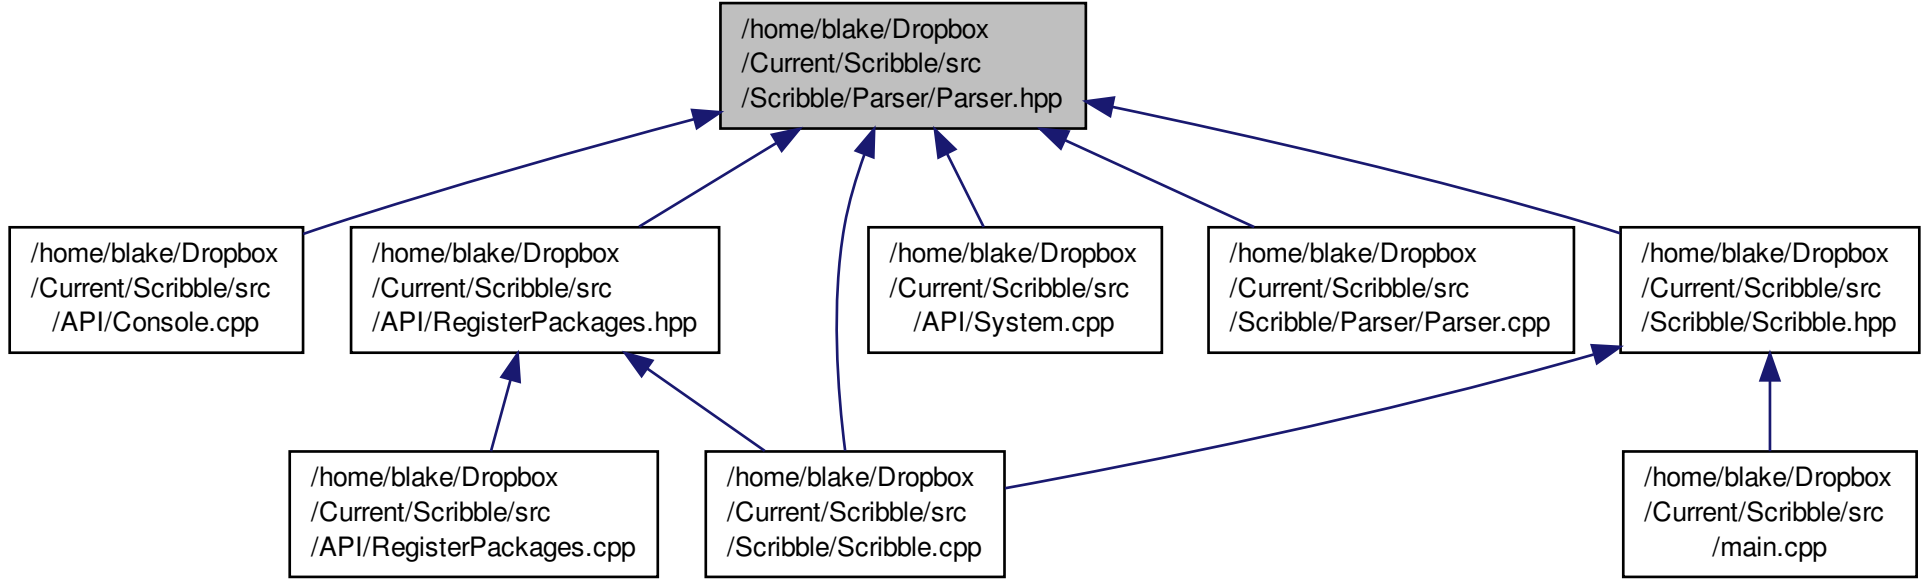 /home/blake/Dropbox
/Current/Scribble/src
/Scribble/Parser/Parser.hpp
/home/blake/Dropbox
/Current/Scribble/src
/API/Console.cpp
/home/blake/Dropbox
/Current/Scribble/src
/API/RegisterPackages.hpp
/home/blake/Dropbox
/Current/Scribble/src
/API/System.cpp
/home/blake/Dropbox
/Current/Scribble/src
/Scribble/Parser/Parser.cpp
/home/blake/Dropbox
/Current/Scribble/src
/Scribble/Scribble.hpp
/home/blake/Dropbox
/Current/Scribble/src
/API/RegisterPackages.cpp
/home/blake/Dropbox
/Current/Scribble/src
/Scribble/Scribble.cpp
/home/blake/Dropbox
/Current/Scribble/src
/main.cpp